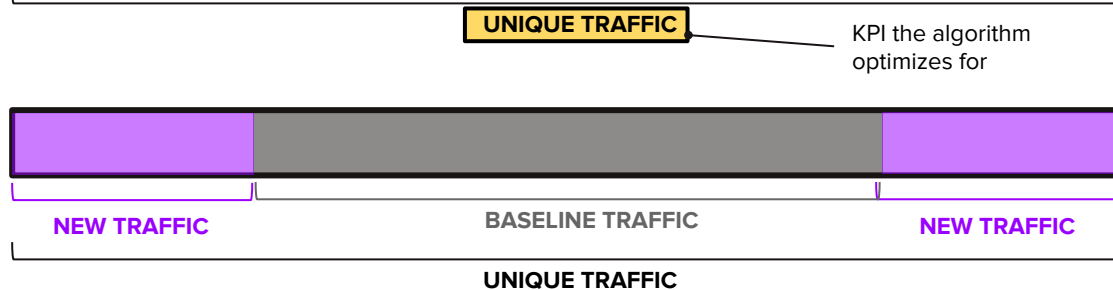 UNIQUE TRAFFIC
KPI the algorithm
optimizes for
NEW TRAFFIC
BASELINE TRAFFIC
NEW TRAFFIC
UNIQUE TRAFFIC